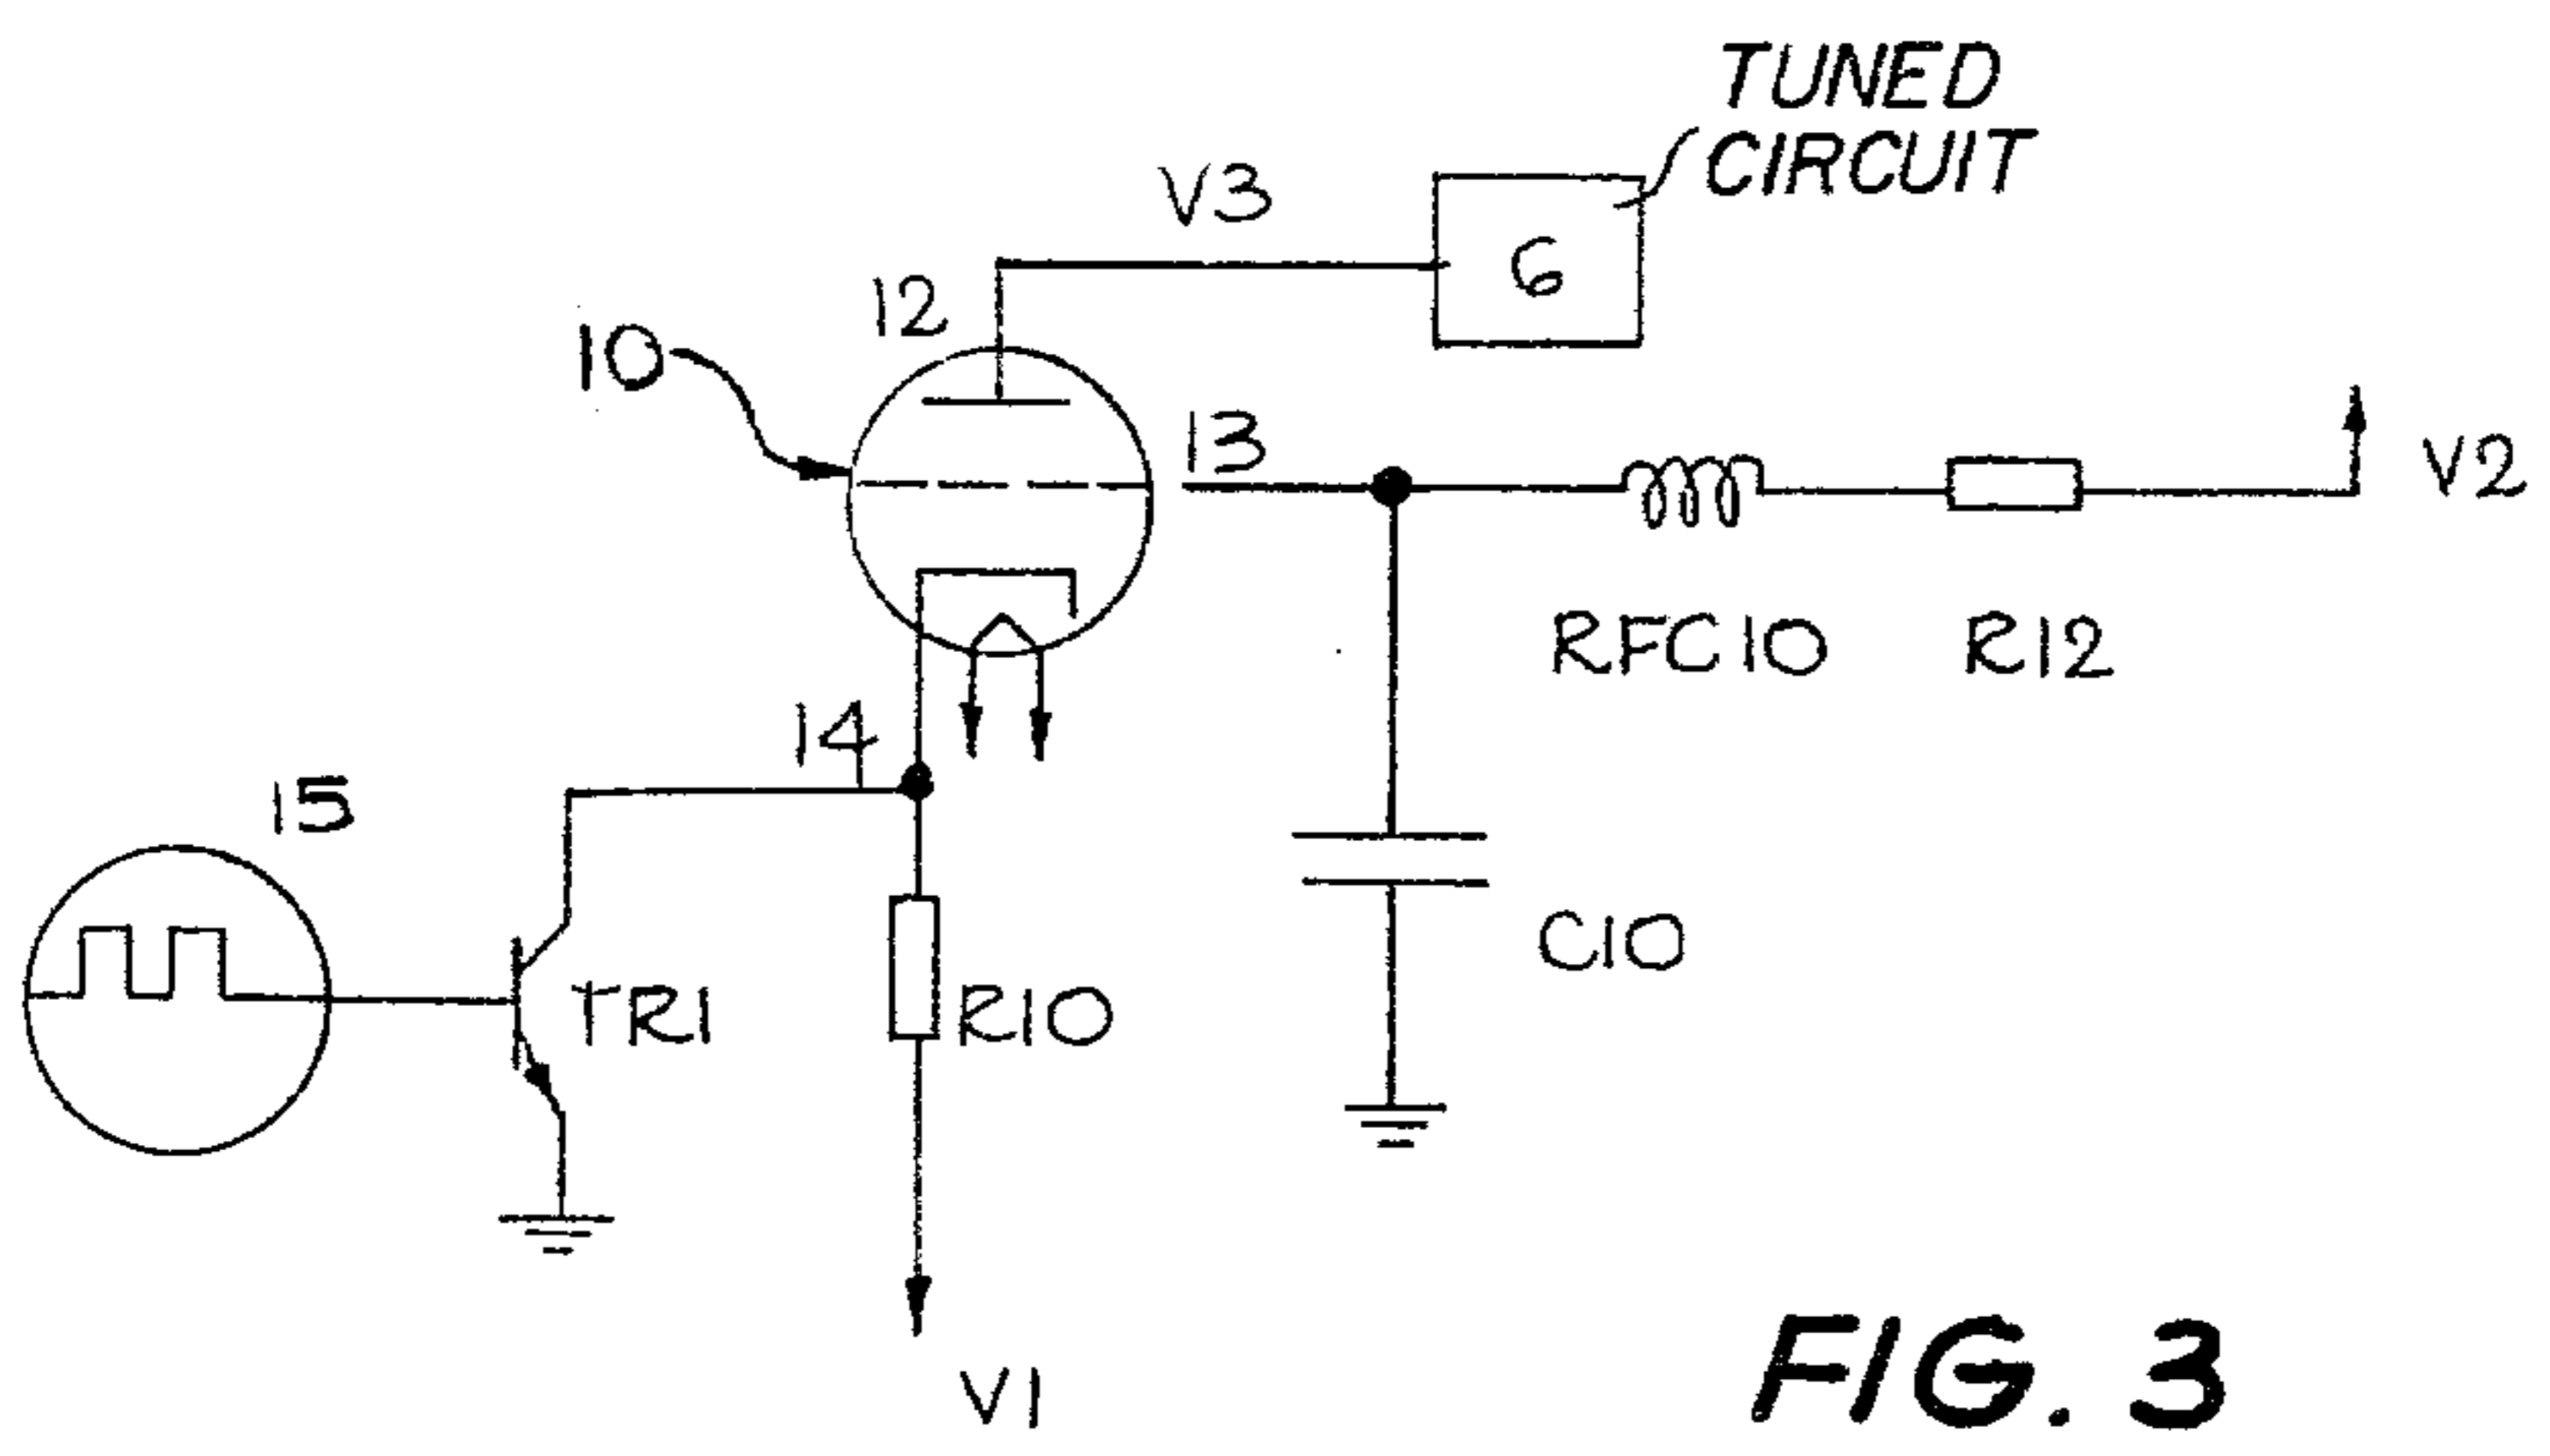 TUNED
CIRCUIT
V3
6
12
10
13
V2
RFC10
R12
14
15
C10
TR1
R10
V1
FIG. 3